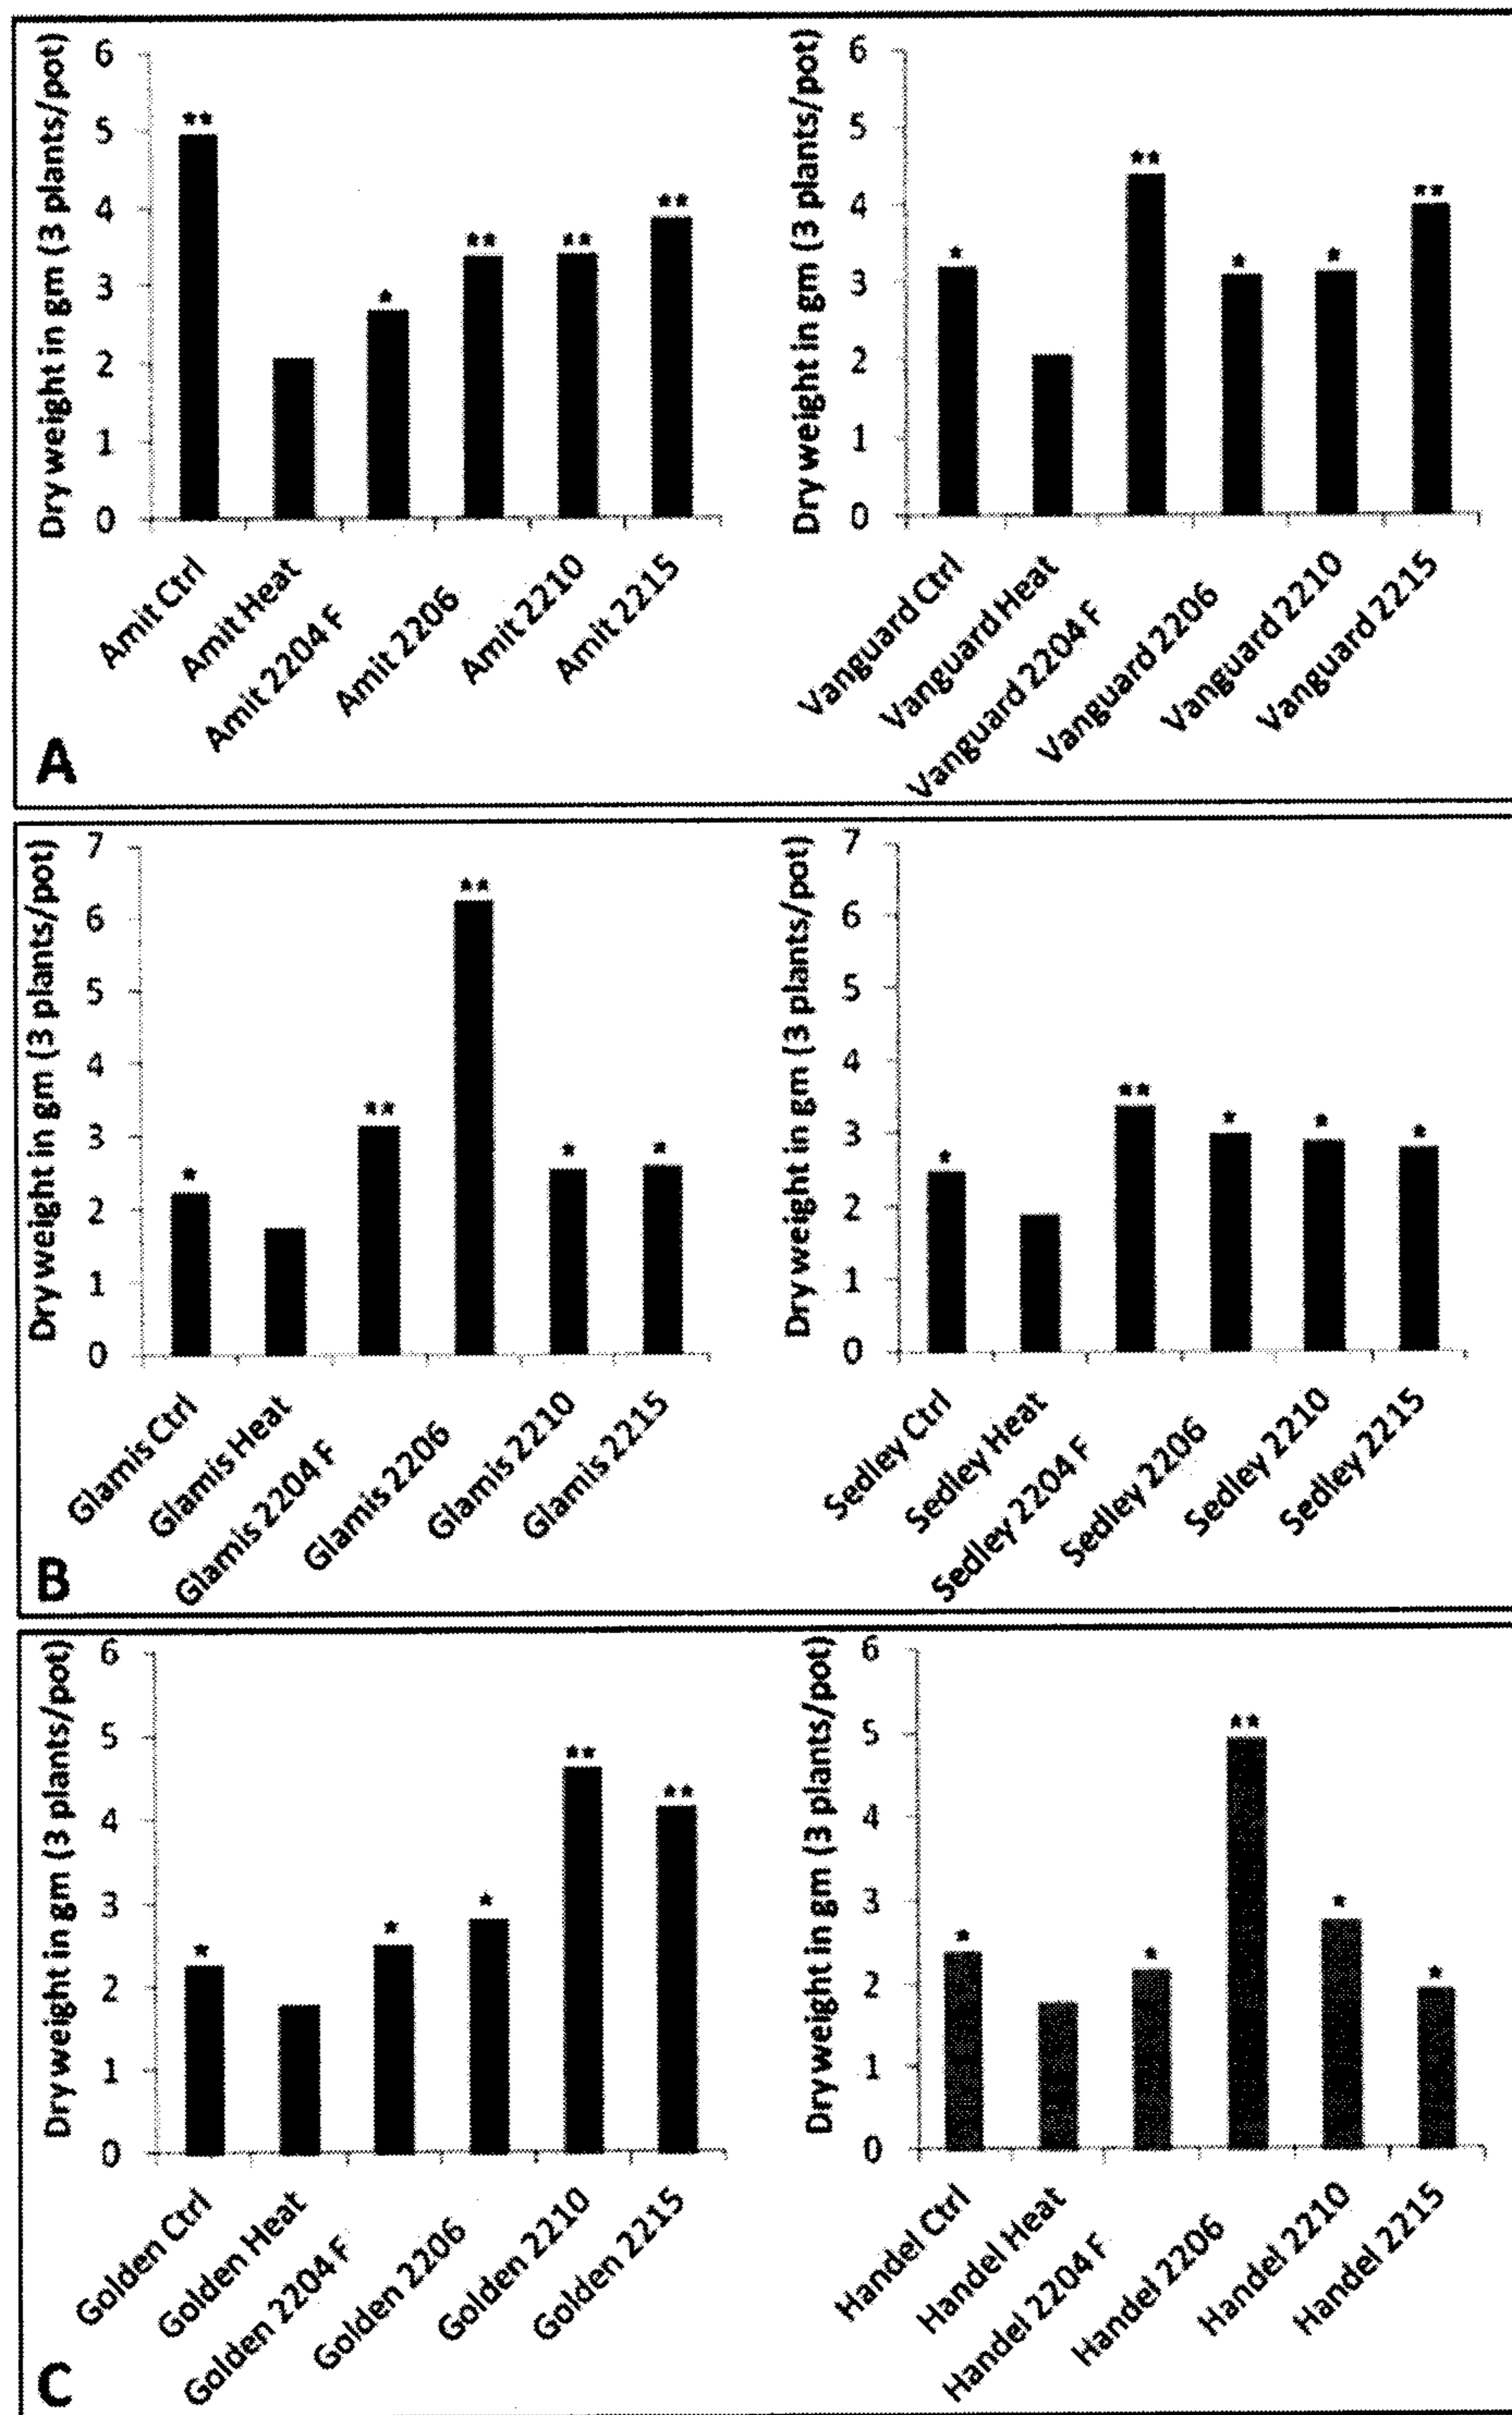 Dry weight in gm (3 plants/pot)
6
5
4
3
2
1
0
**
*
**
**
**
Amit Ctrl
Amit Heat
Amit 2204 F
Amit 2206
Amit 2210
Amit 2215
Dry weight in gm (3 plants/pot)
6
5
4
3
2
1
0
*
**
*
*
**
Vanguard Ctrl
Vanguard Heat
Vanguard 2204 F
Vanguard 2206
Vanguard 2210
Vanguard 2215
A
Dry weight in gm (3 plants/pot)
7
6
5
4
3
2
1
0
*
**
**
*
*
Glamis Ctrl
Glamis Heat
Glamis 2204 F
Glamis 2206
Glamis 2210
Glamis 2215
Dry weight in gm (3 plants/pot)
7
6
5
4
3
2
1
0
*
**
*
*
*
Sedley Ctrl
Sedley Heat
Sedley 2204 F
Sedley 2206
Sedley 2210
Sedley 2215
B
Dry weight in gm (3 plants/pot)
6
5
4
3
2
1
0
*
*
*
**
**
Golden Ctrl
Golden Heat
Golden 2204 F
Golden 2206
Golden 2210
Golden 2215
Dry weight in gm (3 plants/pot)
6
5
4
3
2
1
0
*
*
**
*
*
Handel Ctrl
Handel Heat
Handel 2204 F
Handel 2206
Handel 2210
Handel 2215
C